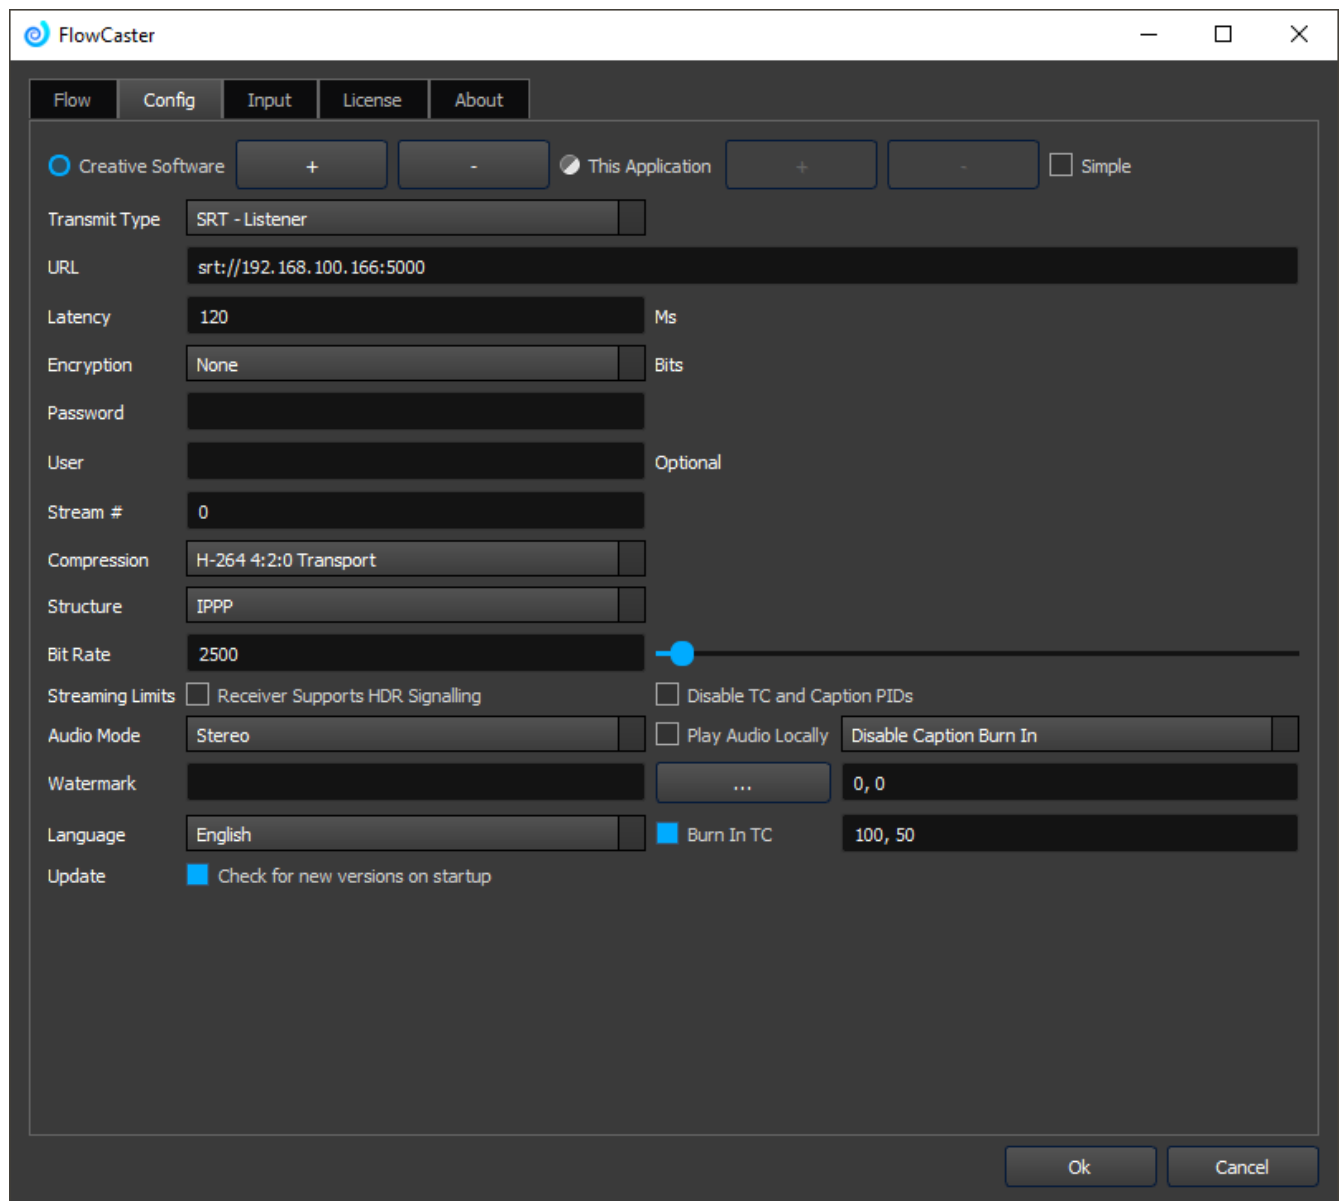 FlowCaster
Flow Config Input License About
Creative Software + - This Application + - Simple
Transmit Type SRT - Listener
URL srt://192.168.100.166:5000
Latency 120 Ms
Encryption None Bits
Password
User Optional
Stream # 0
Compression H-264 4:2:0 Transport
Structure IPPP
Bit Rate 2500
Streaming Limits Receiver Supports HDR Signalling Disable TC and Caption PIDs
Audio Mode Stereo Play Audio Locally Disable Caption Burn In
Watermark ... 0, 0
Language English Burn In TC 100, 50
Update Check for new versions on startup
Ok Cancel